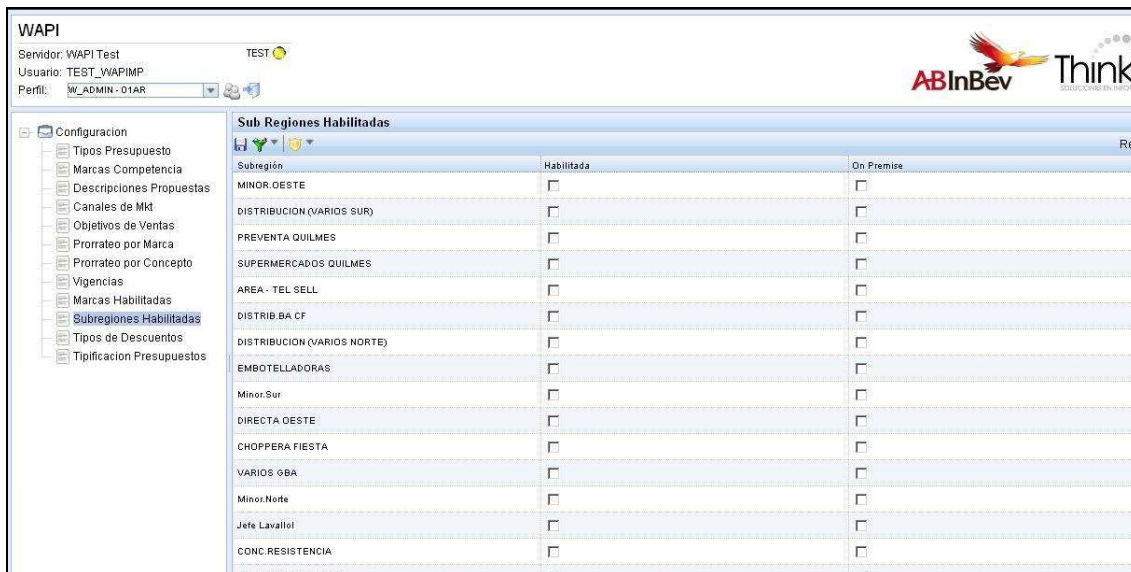 WAPI
Servidor: WAPI Test TEST
Usuario: TEST_WAPIMP
Perfil: W_ADMIN - 01AR
ABInBev
Think
Configuracion
Tipos Presupuesto
Marcas Competencia
Descripciones Propuestas
Canales de Mkt
Objetivos de Ventas
Prorrateo por Marca
Prorrateo por Concepto
Vigencias
Marcas Habilitadas
Subregiones Habilitadas
Tipos de Descuentos
Tipificacion Presupuestos
Sub Regiones Habilitadas
Re
Subregión Habilitada On Premise
MINOR.OESTE
DISTRIBUCION (VARIOS SUR)
PREVENTA QUILMES
SUPERMERCADOS QUILMES
AREA - TEL SELL
DISTRIB.BA CF
DISTRIBUCION (VARIOS NORTE)
EMBOTELLADORAS
Minor.Sur
DIRECTA OESTE
CHOPPERA FIESTA
VARIOS GBA
Minor.Norte
Jefe Lavallol
CONC.RESISTENCIA